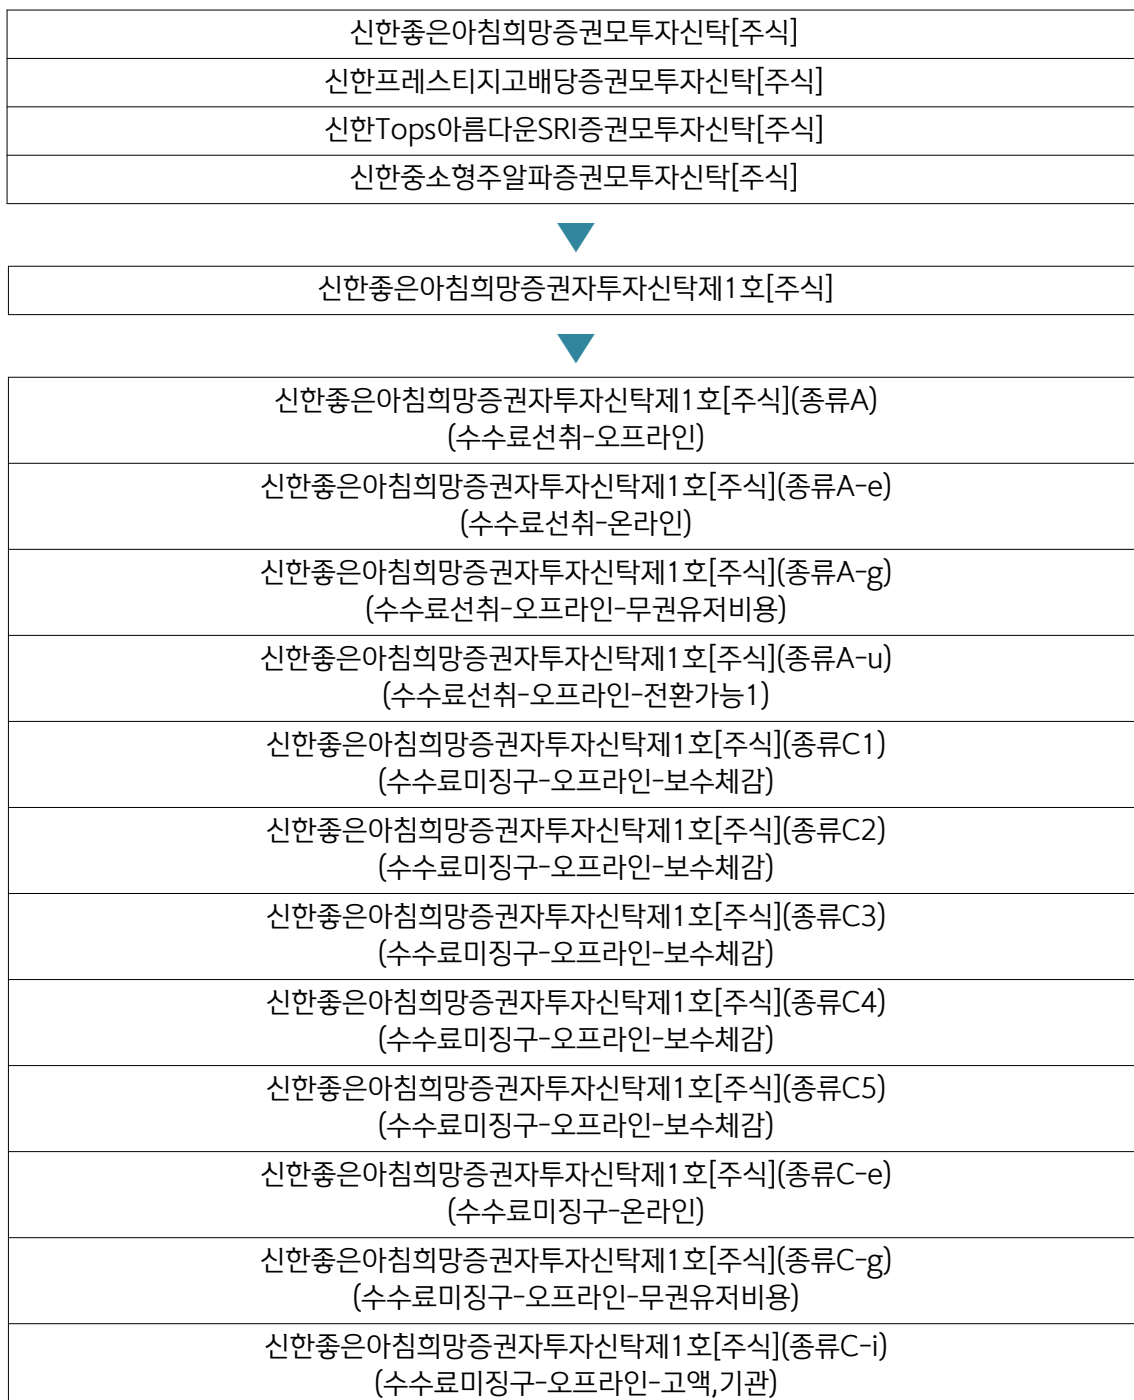 신한좋은아침희망증권모투자신탁[주식]
신한프레스티지고배당증권모투자신탁[주식]
신한Tops아름다운SRI증권모투자신탁[주식]
신한중소형주알파증권모투자신탁[주식]
신한좋은아침희망증권자투자신탁제1호[주식]
신한좋은아침희망증권자투자신탁제1호[주식](종류A)
(수수료선취-오프라인)
신한좋은아침희망증권자투자신탁제1호[주식](종류A-e)
(수수료선취-온라인)
신한좋은아침희망증권자투자신탁제1호[주식](종류A-g)
(수수료선취-오프라인-무권유저비용)
신한좋은아침희망증권자투자신탁제1호[주식](종류A-u)
(수수료선취-오프라인-전환가능1)
신한좋은아침희망증권자투자신탁제1호[주식](종류C1)
(수수료미징구-오프라인-보수체감)
신한좋은아침희망증권자투자신탁제1호[주식](종류C2)
(수수료미징구-오프라인-보수체감)
신한좋은아침희망증권자투자신탁제1호[주식](종류C3)
(수수료미징구-오프라인-보수체감)
신한좋은아침희망증권자투자신탁제1호[주식](종류C4)
(수수료미징구-오프라인-보수체감)
신한좋은아침희망증권자투자신탁제1호[주식](종류C5)
(수수료미징구-오프라인-보수체감)
신한좋은아침희망증권자투자신탁제1호[주식](종류C-e)
(수수료미징구-온라인)
신한좋은아침희망증권자투자신탁제1호[주식](종류C-g)
(수수료미징구-오프라인-무권유저비용)
신한좋은아침희망증권자투자신탁제1호[주식](종류C-i)
(수수료미징구-오프라인-고액,기관)